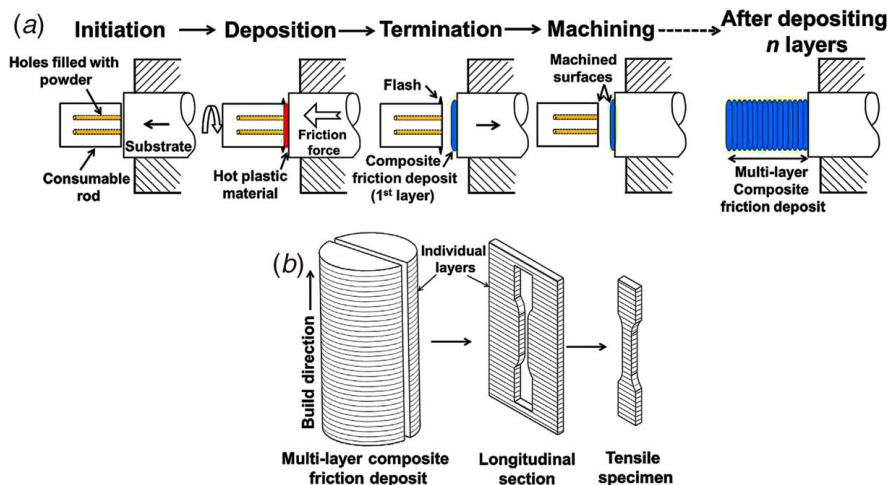 (a)
Initiation
Deposition
Termination
Machining
After depositing
n layers
Holes filled with
powder
Substrate
Consumable
rod
Friction
force
Hot plastic
material
Flash
Composite
friction deposit
(1st layer)
Machined
surfaces
Multi-layer
Composite
friction deposit
(b)
Build direction
Individual
layers
Multi-layer composite
friction deposit
Longitudinal
section
Tensile
specimen